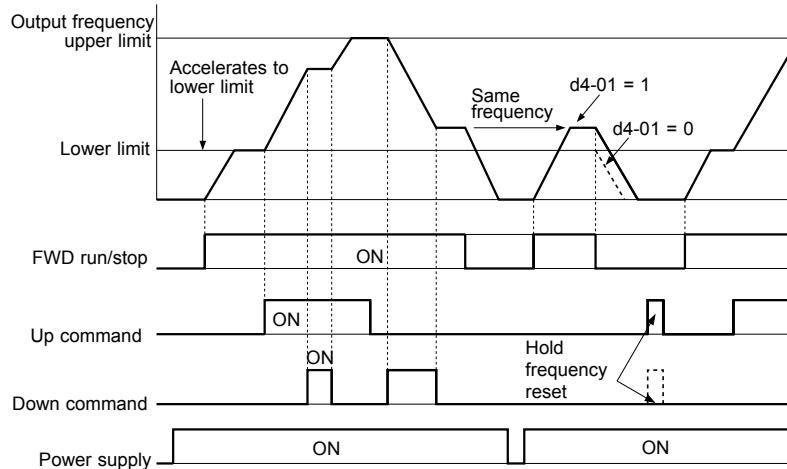 Output frequency
upper limit
Accelerates to
lower limit
Same
frequency
d4-01 = 1
d4-01 = 0
Lower limit
FWD run/stop
ON
Up command
ON
ON
Hold
frequency
reset
Down command
Power supply
ON
ON